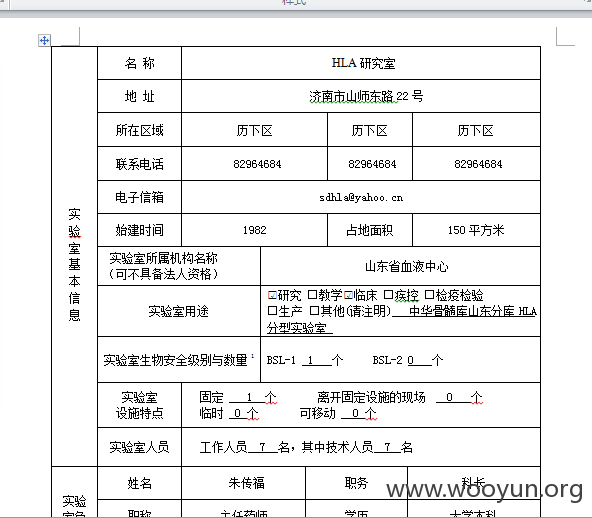 样式
名 称 HLA 研究室
地 址 济南市山师东路 22 号
所在区域 历下区 历下区 历下区
联系电话 82964684 82964684 82964684
电子信箱 sdhla@yahoo.cn
始建时间 1982 占地面积 150 平方米
实验室基本信息
实验室所属机构名称
（可不具备法人资格）
山东省血液中心
实验室用途
☑研究 □教学☑临床 □疾控 □检疫检验
□生产 □其他(请注明) 中华骨髓库山东分库 HLA
分型实验室
实验室生物安全级别与数量1 BSL-1 1 个 BSL-2 0 个
实验室
设施特点
固定 1 个 离开固定设施的现场 0 个
临时 0 个 可移动 0 个
实验室人员 工作人员 7 名，其中技术人员 7 名
姓名 朱传福 职务 科长
实验
室负
职称 主任药师 学历 大学本科
www.wooyun.org